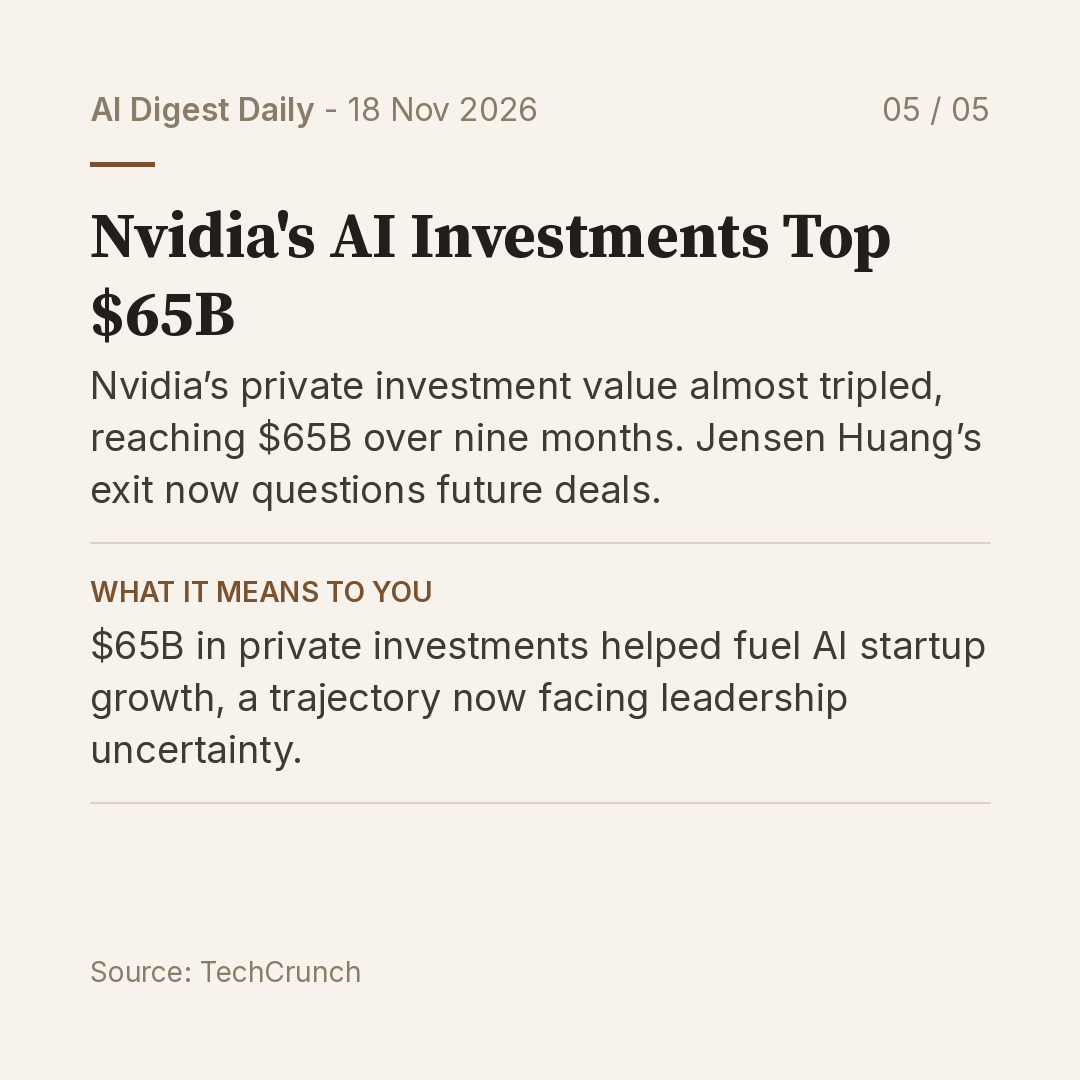 AI Digest Daily - 18 Nov 2026
05 / 05
Nvidia's AI Investments Top
$65B
Nvidia’s private investment value almost tripled,
reaching $65B over nine months. Jensen Huang’s
exit now questions future deals.
WHAT IT MEANS TO YOU
$65B in private investments helped fuel AI startup
growth, a trajectory now facing leadership
uncertainty.
Source: TechCrunch